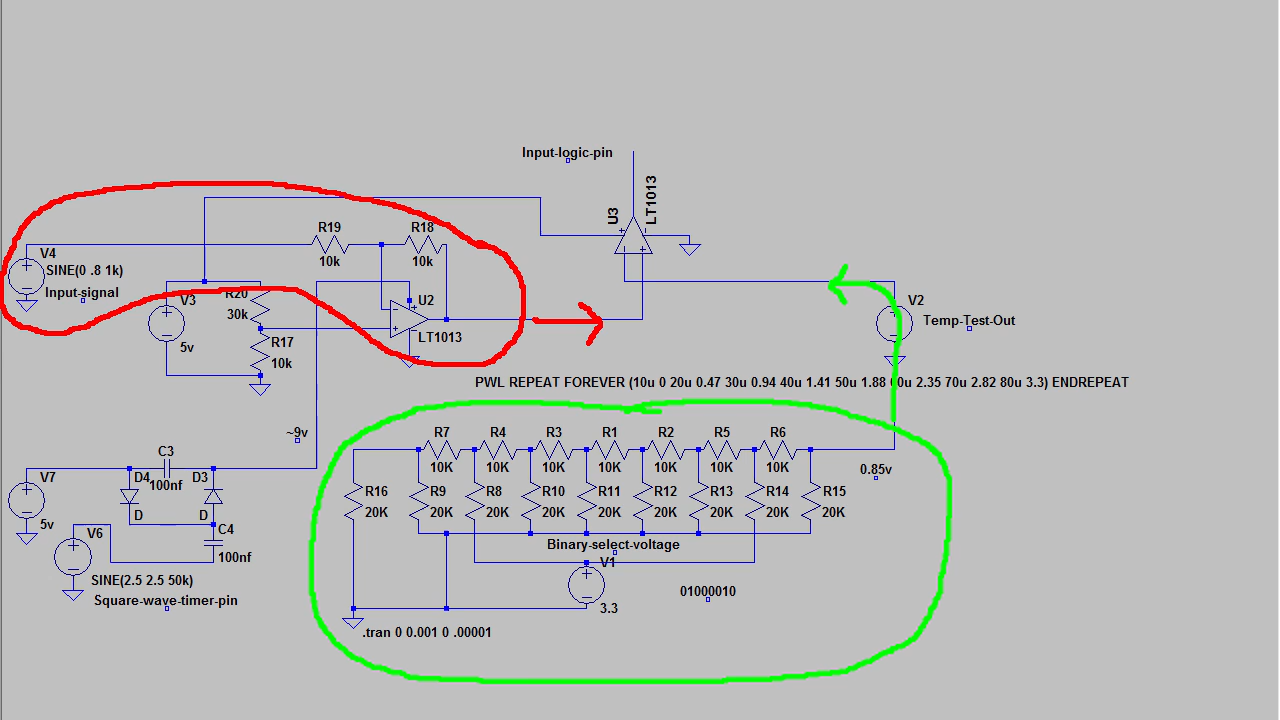 Input-logic-pin
U3
LT1013
R19
R18
V4
10k
10k
SINE(0 .8 1k)
Input-signal
V3
R20
U2
V2
30k
Temp-Test-Out
LT1013
R17
5v
10k
PWL REPEAT FOREVER (10u 0 20u 0.47 30u 0.94 40u 1.41 50u 1.88 60u 2.35 70u 2.82 80u 3.3) ENDREPEAT
~9v
R7 R4 R3 R1 R2 R5 R6
C3
10K 10K 10K 10K 10K 10K 10K
0.85v
V7
D4
D3
100nf
R16 R9 R8 R10 R11 R12 R13 R14 R15
20K 20K 20K 20K 20K 20K 20K 20K 20K
D
D
5v
C4
V6
Binary-select-voltage
100nf
V1
SINE(2.5 2.5 50k)
01000010
Square-wave-timer-pin
3.3
.tran 0 0.001 0 .00001